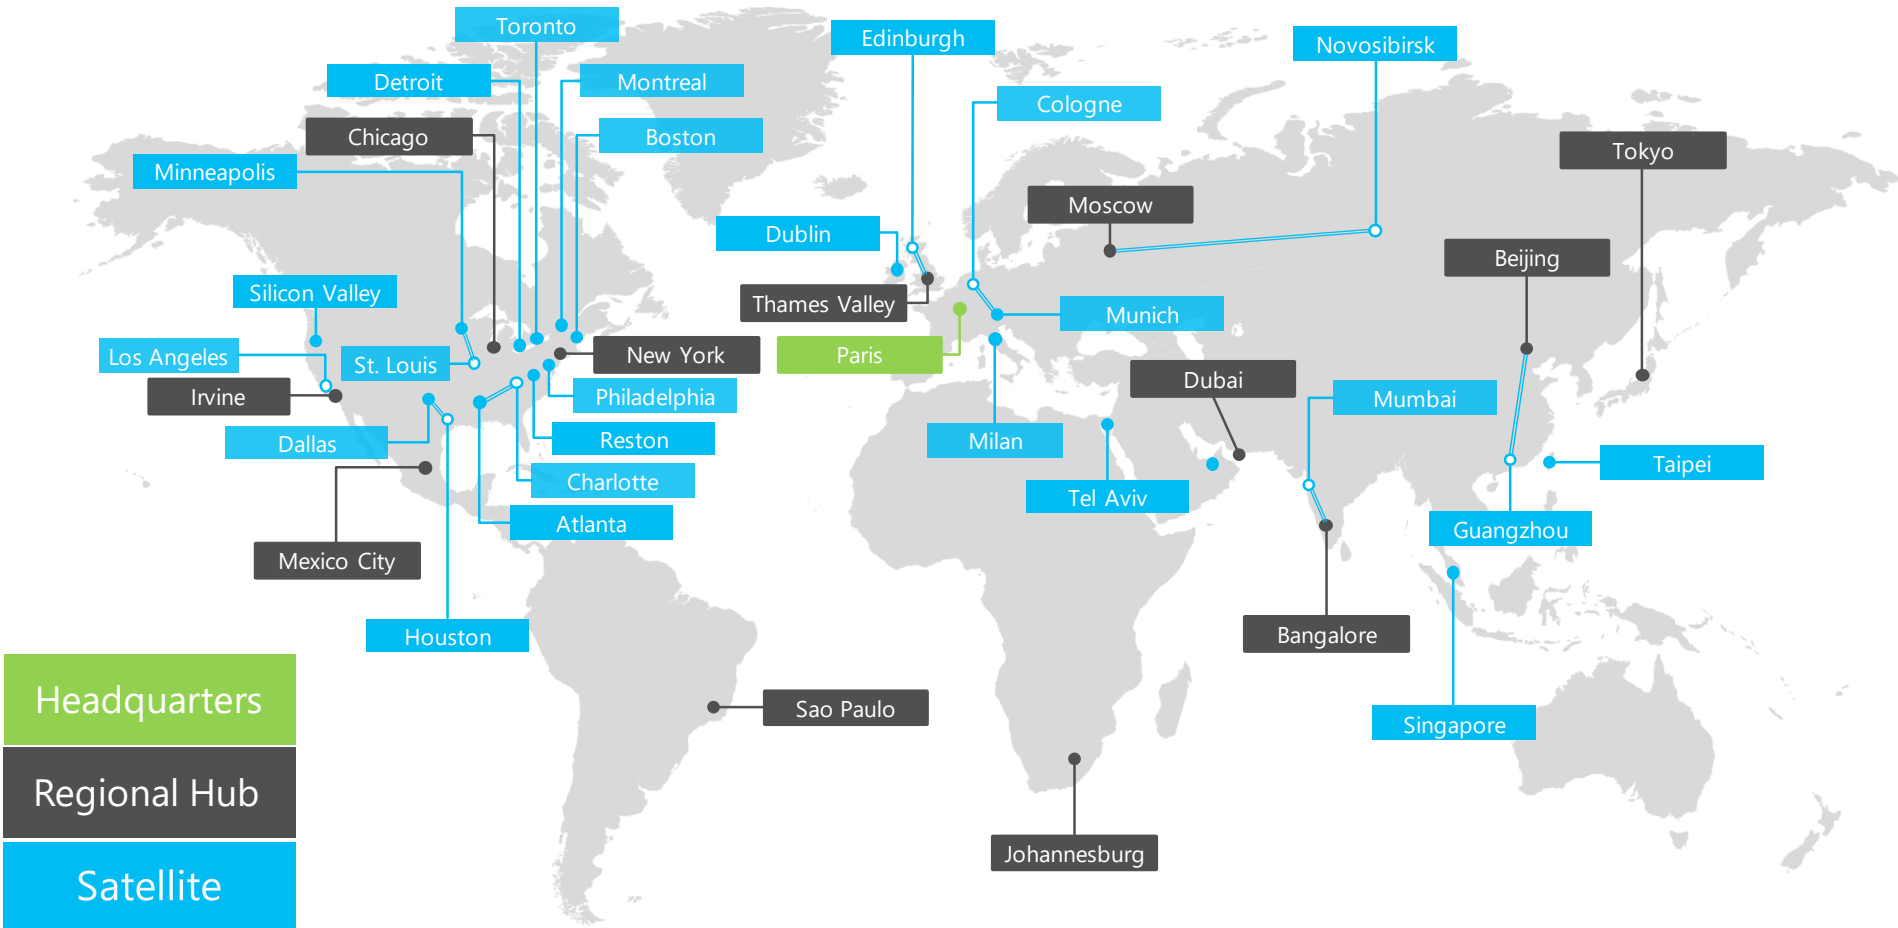 Toronto
Edinburgh
Novosibirsk
Detroit
Montreal
Cologne
Chicago
Boston
Tokyo
Minneapolis
Moscow
Dublin
Beijing
Silicon Valley
Thames Valley
Munich
Los Angeles
St. Louis
New York
Paris
Dubai
Irvine
Philadelphia
Mumbai
Dallas
Reston
Milan
Taipei
Charlotte
Tel Aviv
Atlanta
Guangzhou
Mexico City
Houston
Bangalore
Headquarters
Sao Paulo
Singapore
Regional Hub
Johannesburg
Satellite